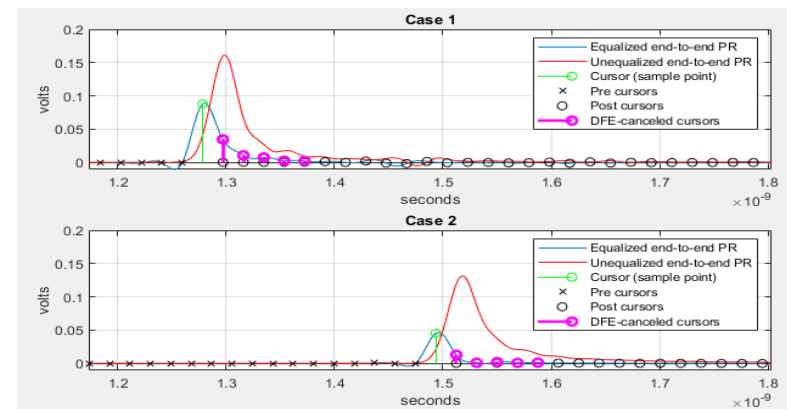 Case 1
0.2
0.15
0.1
0.05
0
volts
Equalized end-to-end PR
Unequalized end-to-end PR
Cursor (sample point)
Pre cursors
Post cursors
DFE-canceled cursors
1.2 1.3 1.4 1.5 1.6 1.7 1.8
seconds
×10⁻⁹
Case 2
0.2
0.15
0.1
0.05
0
volts
Equalized end-to-end PR
Unequalized end-to-end PR
Cursor (sample point)
Pre cursors
Post cursors
DFE-canceled cursors
1.2 1.3 1.4 1.5 1.6 1.7 1.8
seconds
×10⁻⁹